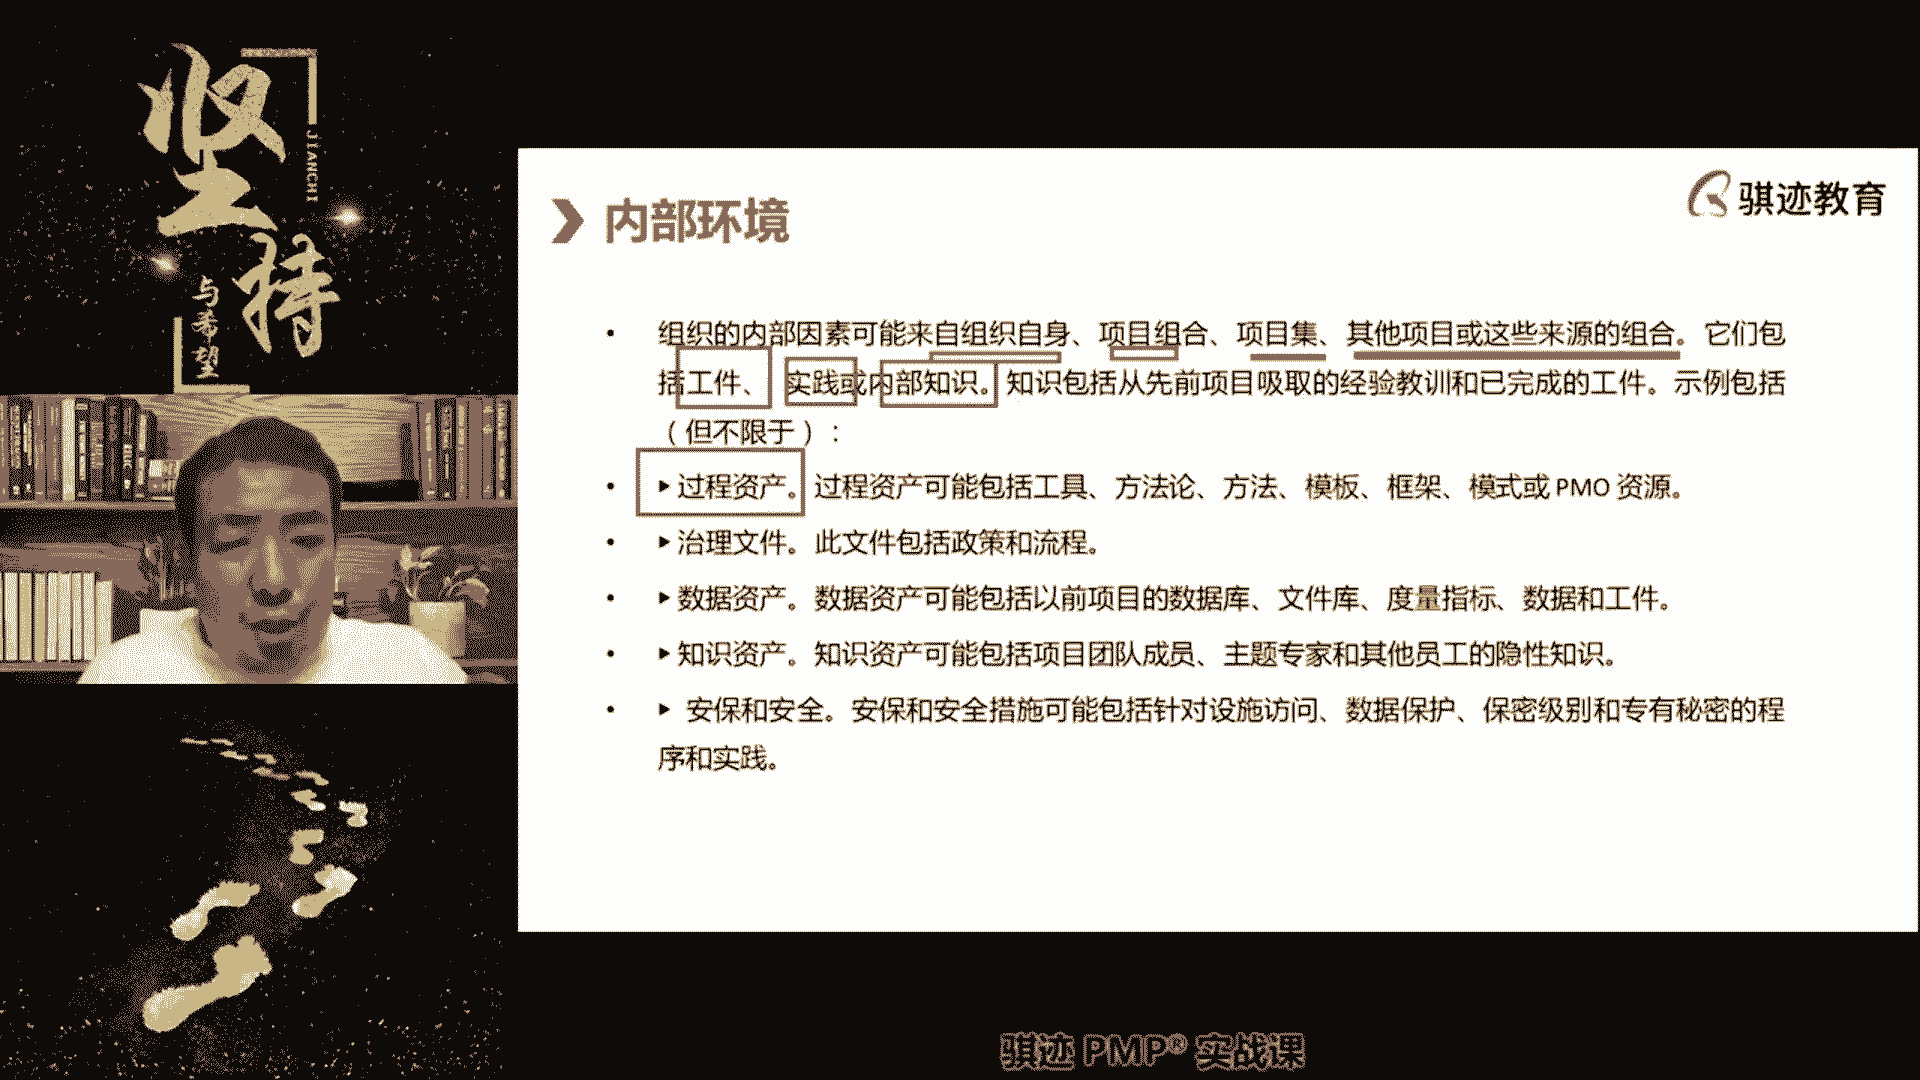 坚持
JIANCHI
与希望
骐迹教育
内部环境
• 组织的内部因素可能来自组织自身、项目组合、项目集、其他项目或这些来源的组合。它们包
括工件、 实践或内部知识。知识包括从先前项目吸取的经验教训和已完成的工件。示例包括
（但不限于）：
• ▶过程资产。过程资产可能包括工具、方法论、方法、模板、框架、模式或 PMO 资源。
• ▶治理文件。此文件包括政策和流程。
• ▶数据资产。数据资产可能包括以前项目的数据库、文件库、度量指标、数据和工件。
• ▶知识资产。知识资产可能包括项目团队成员、主题专家和其他员工的隐性知识。
• ▶ 安保和安全。安保和安全措施可能包括针对设施访问、数据保护、保密级别和专有秘密的程
序和实践。
骐迹 PMP® 实战课